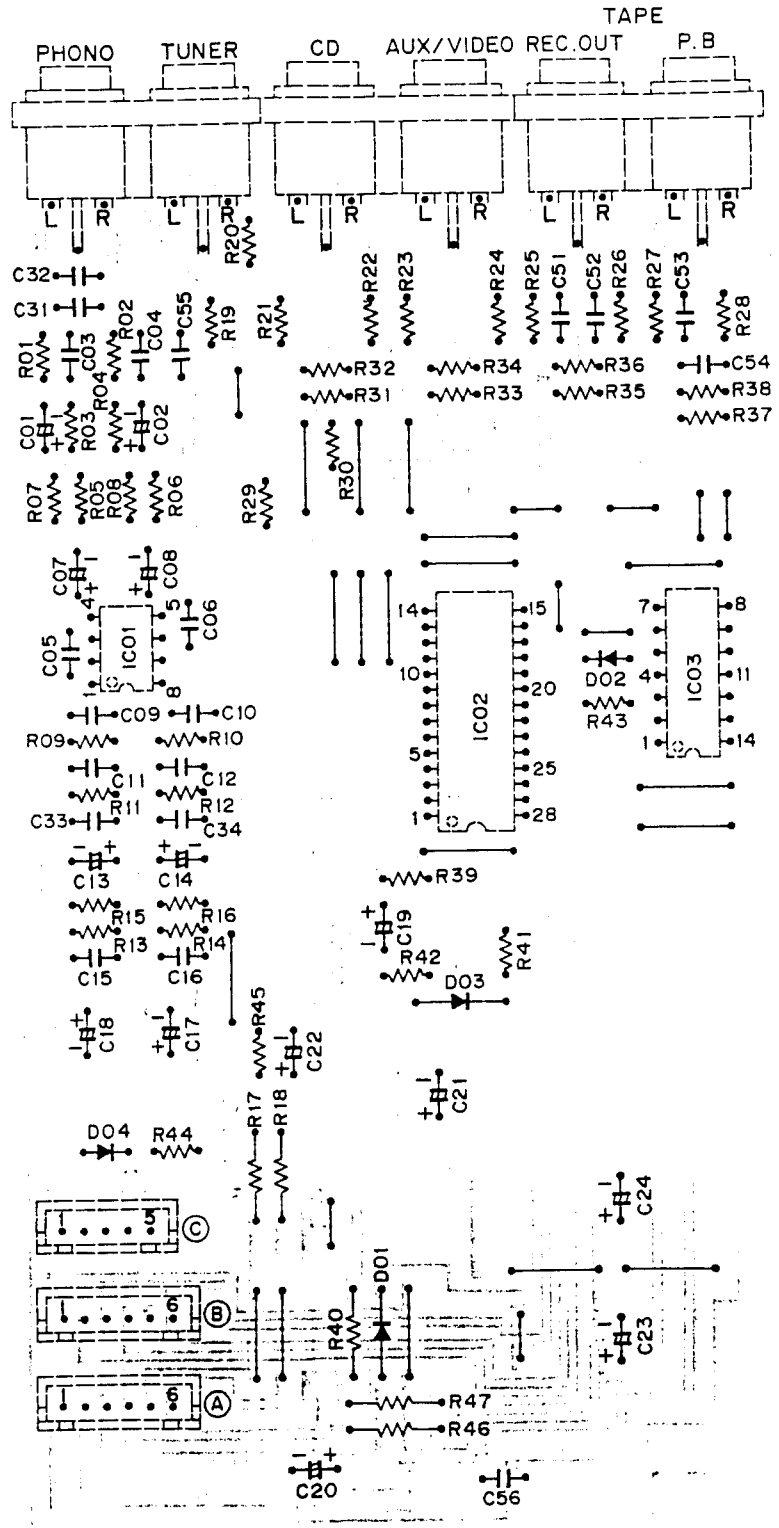 TAPE
PHONO TUNER CD AUX/VIDEO REC.OUT P.B
L R L R L R L R L R L R
R20
C32
C31
R01 C03 R02 C04 C55 R19 R21 R22 R23 R24 R25 C51 C52 R26 R27 C53 R28
R04
R32 R34 R36 C54
R31 R33 R35 R38
R37
C01 - + R03 - + C02
R30
R07 R05 R08 R06 R29
C07 - + - + C08
4 5
C05 IC01 C06
1 8
14 15
10 20
5 25
1 28
IC02
7 8
4 11
1 14
IC03
D02
R43
C09 C10
R09 R10
C11 C12
R11 R12
C33 C34
- + + -
C13 C14
R39
R15 R16
R13 R14
C15 C16
+ - C19
R42 R41
D03
+ - C18 - + C17
R45 - + C22
- + C21
R17 R18
D04 R44
- + C24
1 5 C
1 6 B
R40 D01
- + C23
1 6 A
R47
R46
- +
C20 C56